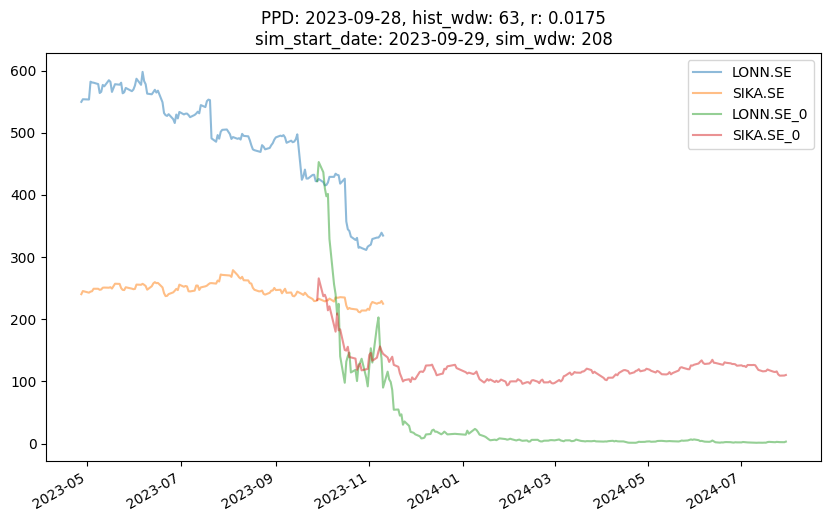 PPD: 2023-09-28, hist_wdw: 63, r: 0.0175
sim_start_date: 2023-09-29, sim_wdw: 208
LONN.SE
SIKA.SE
LONN.SE_0
SIKA.SE_0
600
500
400
300
200
100
0
2023-05
2023-07
2023-09
2023-11
2024-01
2024-03
2024-05
2024-07